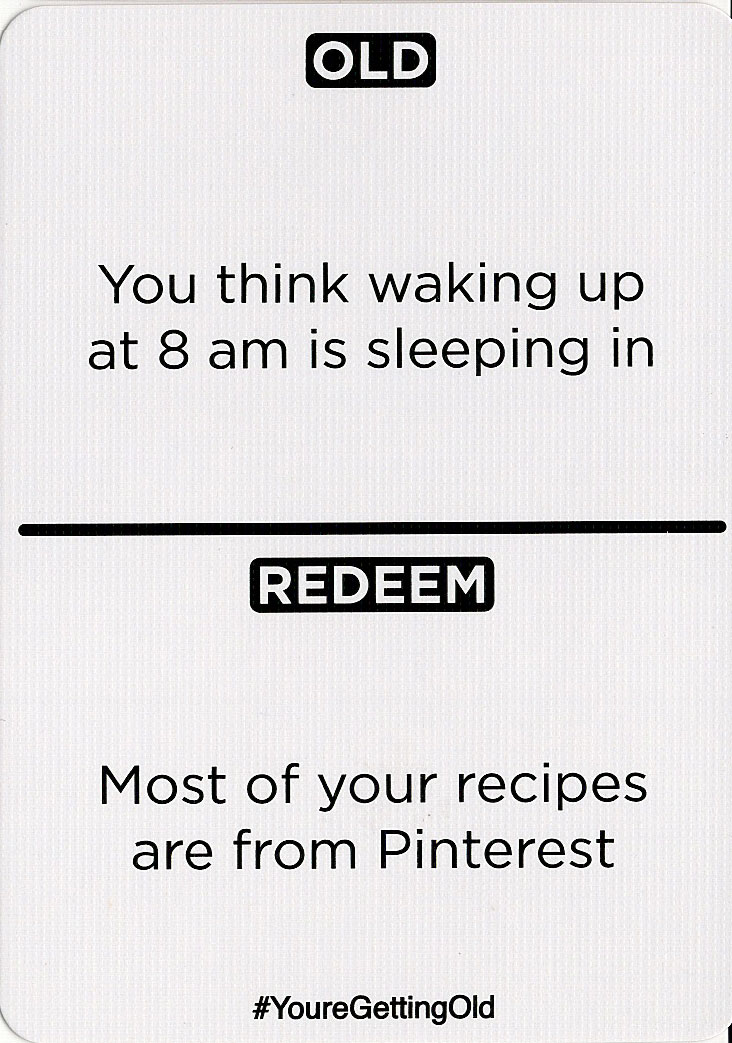 OLD
You think waking up
at 8 am is sleeping in
REDEEM
Most of your recipes
are from Pinterest
#YoureGettingOld